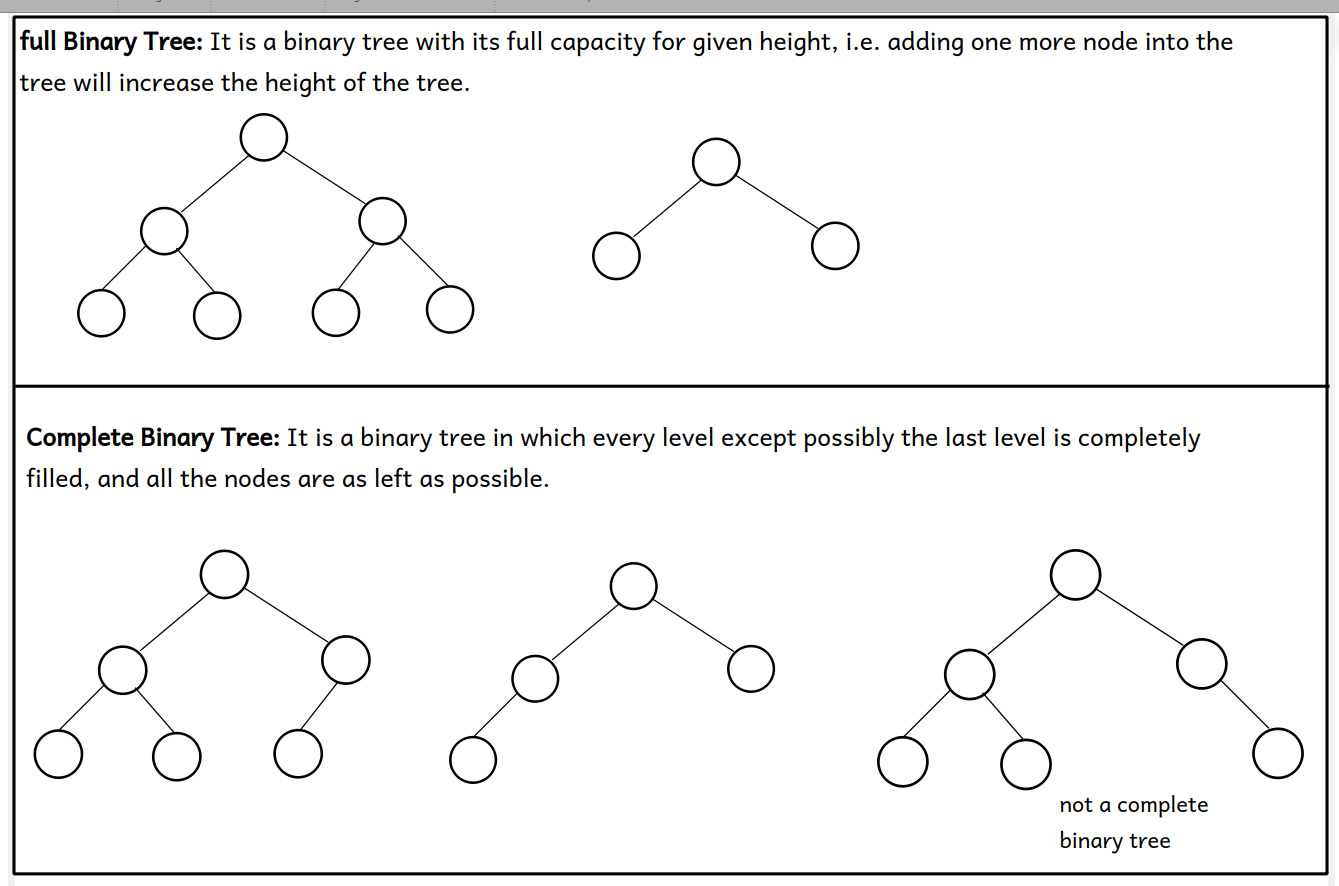 full Binary Tree: It is a binary tree with its full capacity for given height, i.e. adding one more node into the
tree will increase the height of the tree.
Complete Binary Tree: It is a binary tree in which every level except possibly the last level is completely
filled, and all the nodes are as left as possible.
not a complete
binary tree